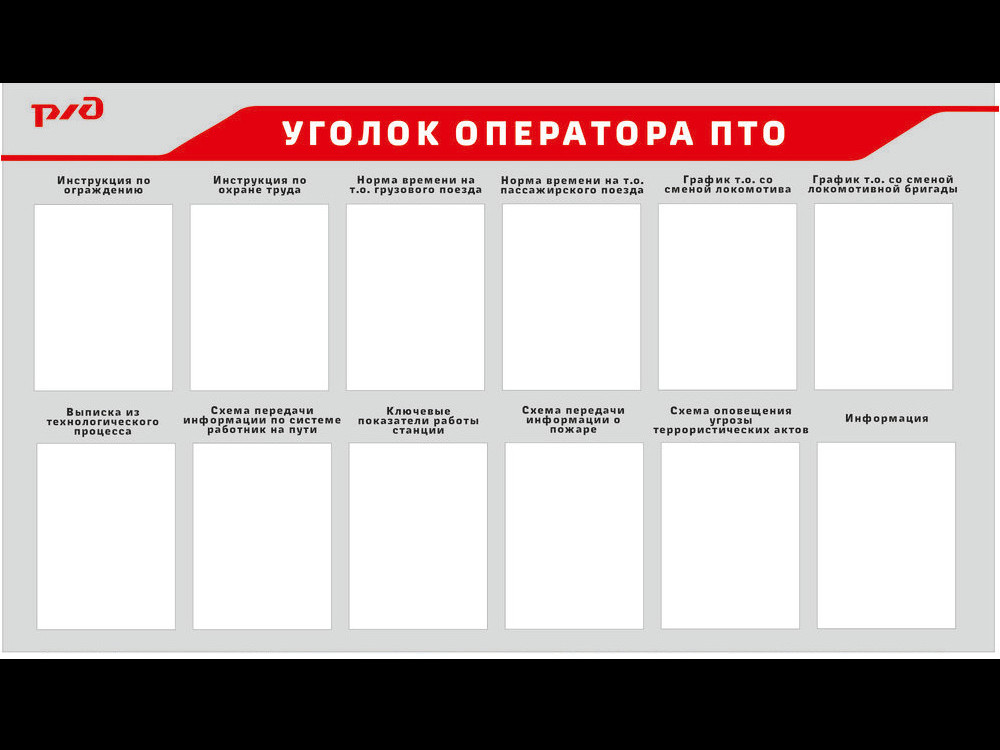 ржд
УГОЛОК ОПЕРАТОРА ПТО
Инструкция по
ограждению
Инструкция по
охране труда
Норма времени на
т.о. грузового поезда
Норма времени на т.о.
пассажирского поезда
График т.о. со
сменой локомотива
График т.о. со сменой
локомотивной бригады
Выписка из
технологического
процесса
Схема передачи
информации по системе
работник на пути
Ключевые
показатели работы
станции
Схема передачи
информации о
пожаре
Схема оповещения
угрозы
террористических актов
Информация